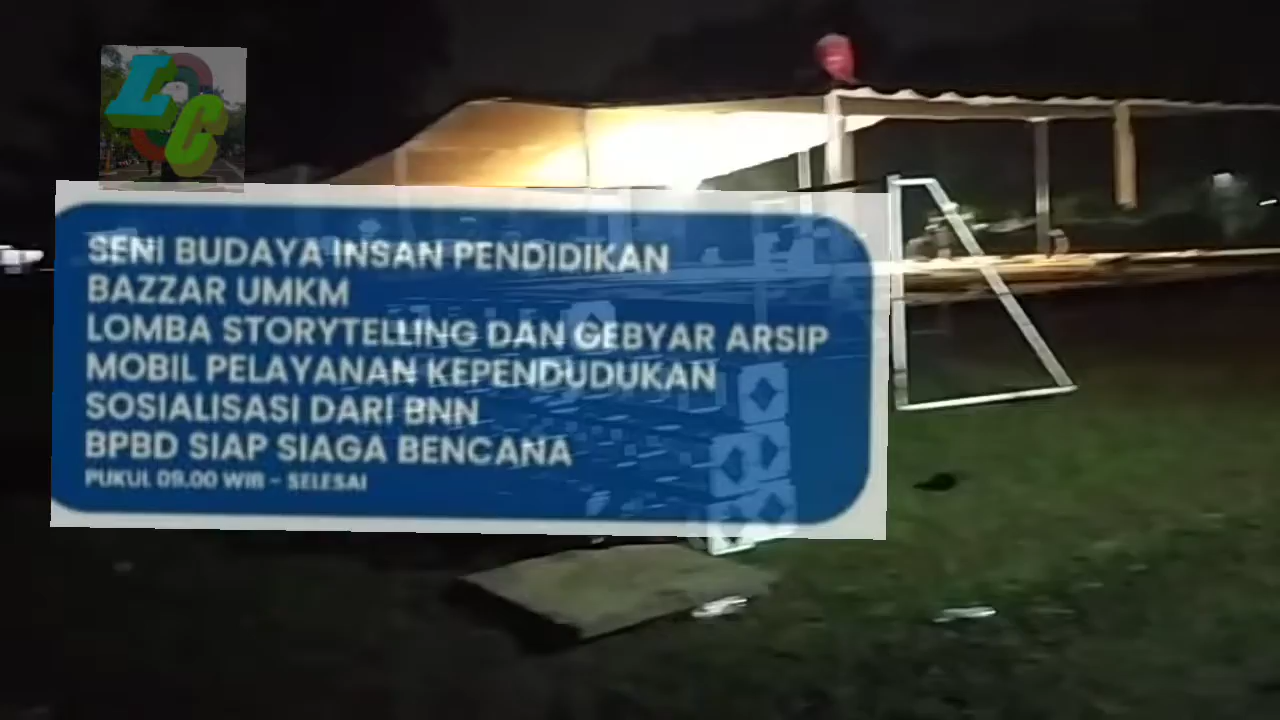 LC
SENI BUDAYA INSAN PENDIDIKAN
BAZZAR UMKM
LOMBA STORYTELLING DAN GEBYAR ARSIP
MOBIL PELAYANAN KEPENDUDUKAN
SOSIALISASI DARI BNN
BPBD SIAP SIAGA BENCANA
PUKUL 09.00 WIB - SELESAI